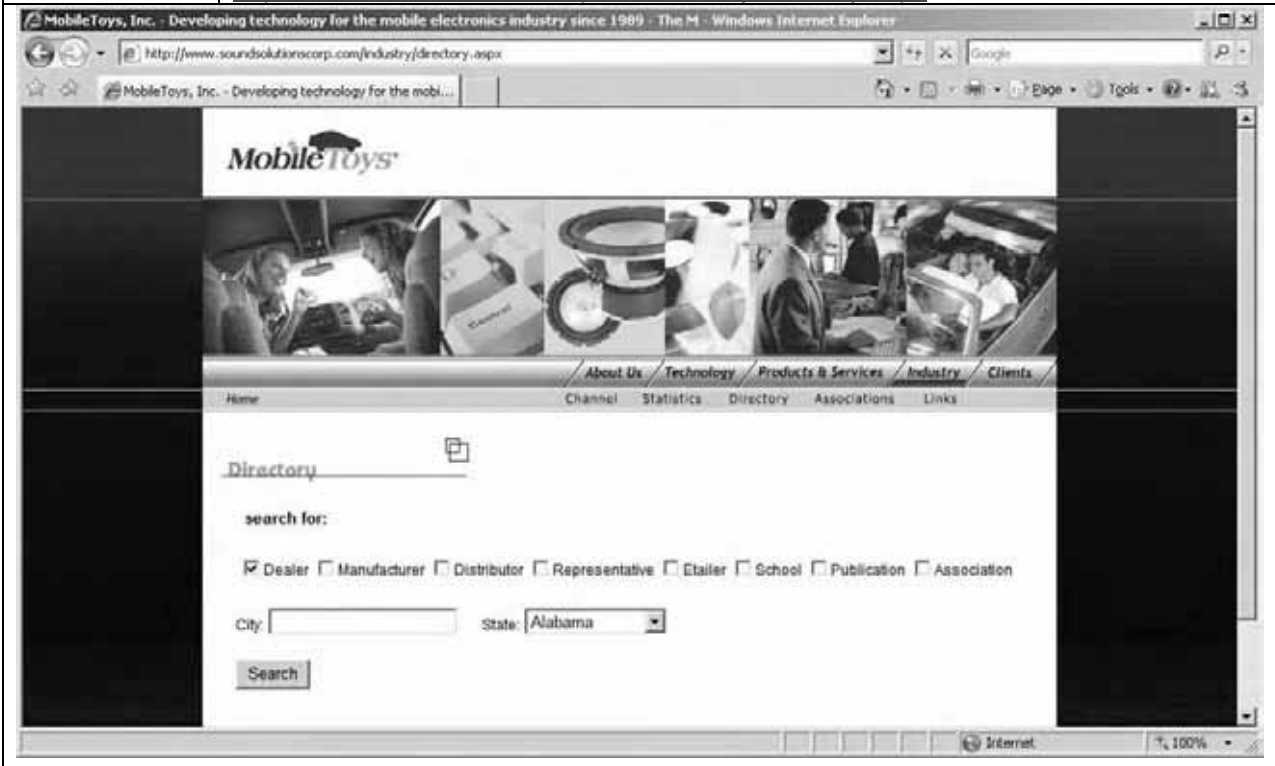 MobileToys, Inc. - Developing technology for the mobile electronics industry since 1989 - The M - Windows Internet Explorer
http://www.soundsolutionscorp.com/industry/directory.aspx
Google
MobileToys, Inc. - Developing technology for the mobi...
Page
Tools
MobileToys
Control
About Us
Technology
Products & Services
Industry
Clients
Home
Channel
Statistics
Directory
Associations
Links
Directory
search for:
Dealer Manufacturer Distributor Representative Etailer School Publication Association
City: State: Alabama
Search
Internet
100%